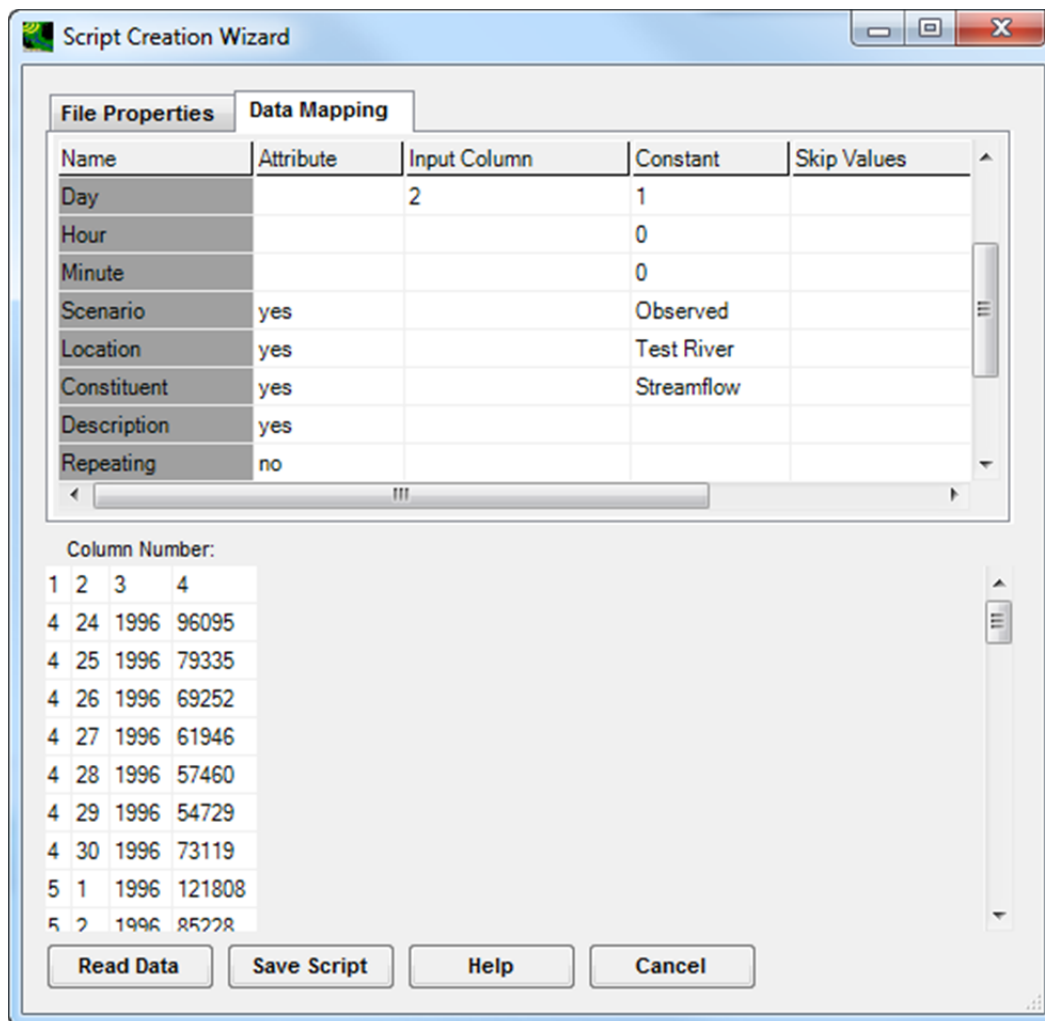 Script Creation Wizard
File Properties Data Mapping
Name Attribute Input Column Constant Skip Values
Day 2 1
Hour 0
Minute 0
Scenario yes Observed
Location yes Test River
Constituent yes Streamflow
Description yes
Repeating no
Column Number:
1 2 3 4
4 24 1996 96095
4 25 1996 79335
4 26 1996 69252
4 27 1996 61946
4 28 1996 57460
4 29 1996 54729
4 30 1996 73119
5 1 1996 121808
5 2 1996 85228
Read Data Save Script Help Cancel